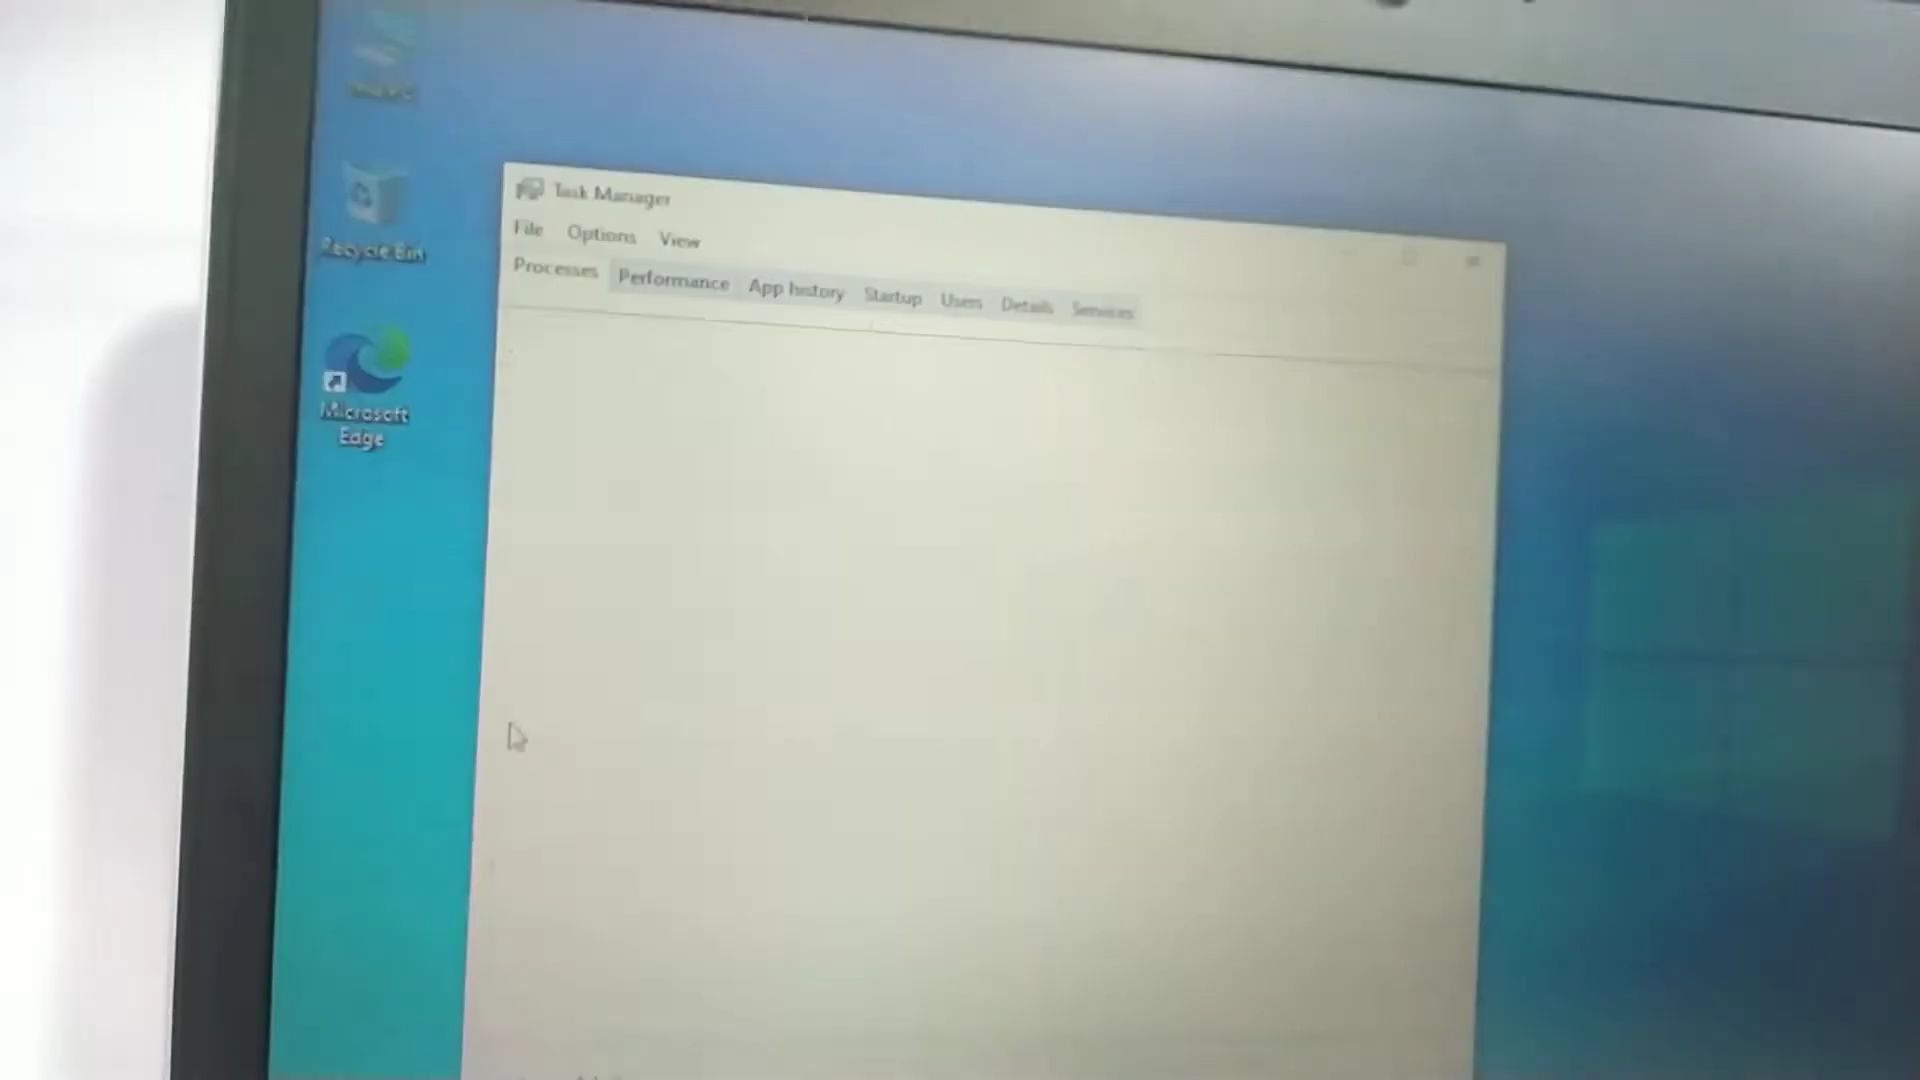 Recycle Bin
Microsoft
Edge
Task Manager
File Options View
Processes Performance App history Startup Users Details Services